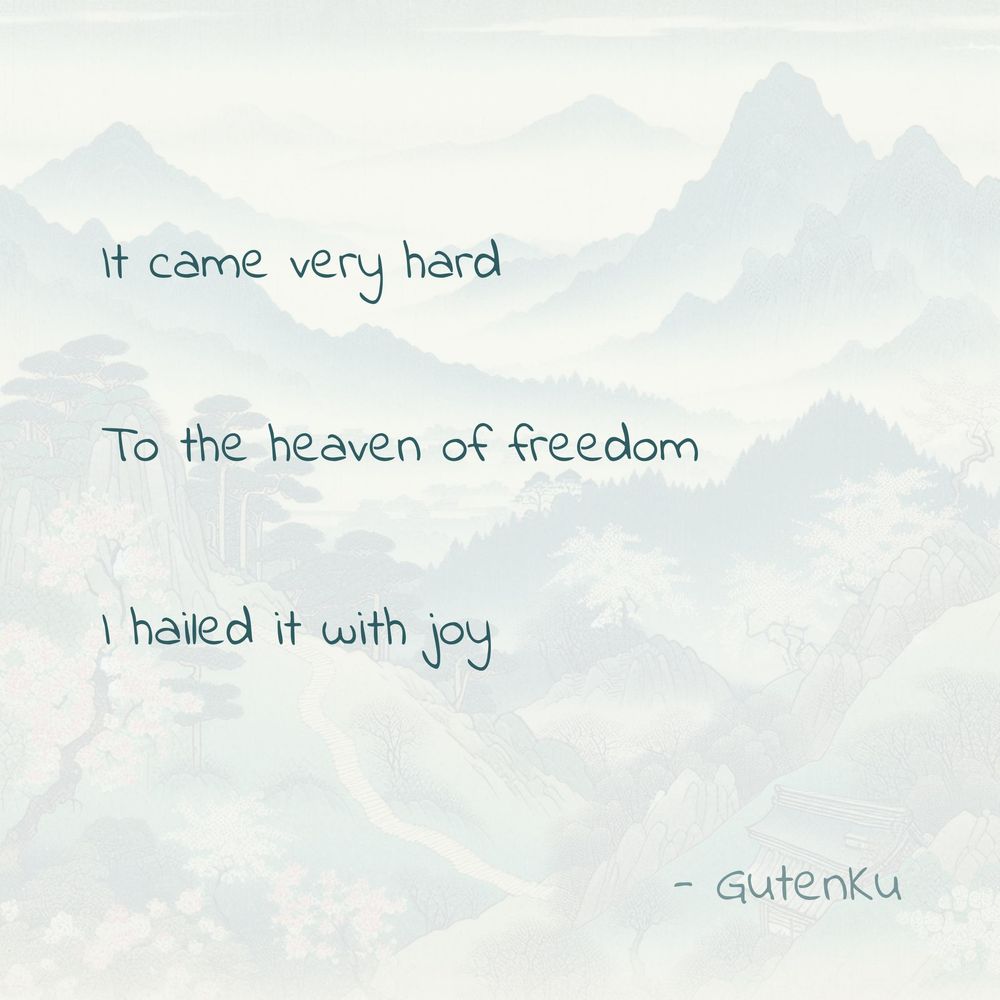 It came very hard
To the heaven of freedom
I hailed it with joy
- GutenKu